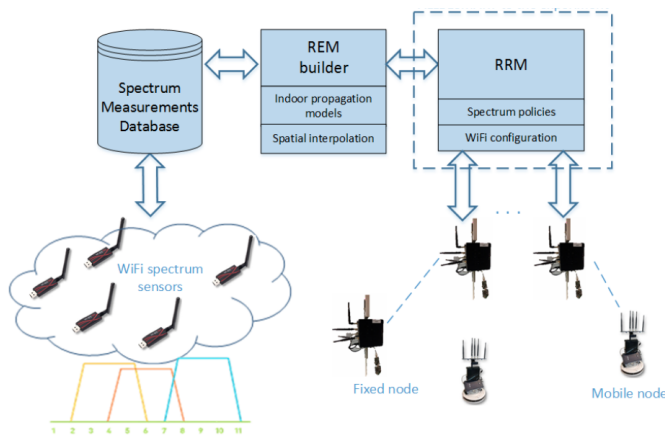 Spectrum
Measurements
Database
REM
builder
Indoor propagation
models
Spatial interpolation
RRM
Spectrum policies
WiFi configuration
...
WiFi spectrum
sensors
Fixed node
Mobile node
1 2 3 4 5 6 7 8 9 10 11